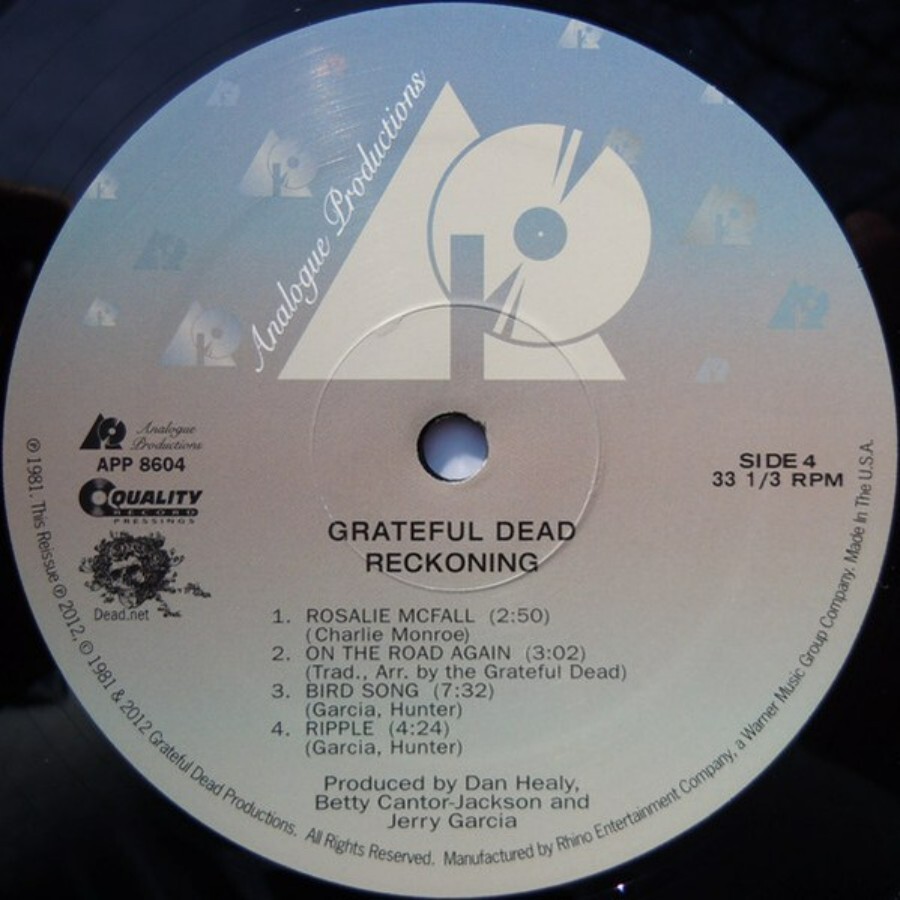 Analogue Productions
Analogue
Productions
APP 8604
QUALITY
RECORD
PRESSINGS
Dead.net
SIDE 4
33 1/3 RPM
GRATEFUL DEAD
RECKONING
1. ROSALIE MCFALL (2:50)
(Charlie Monroe)
2. ON THE ROAD AGAIN (3:02)
(Trad., Arr. by the Grateful Dead)
3. BIRD SONG (7:32)
(Garcia, Hunter)
4. RIPPLE (4:24)
(Garcia, Hunter)
Produced by Dan Healy,
Betty Cantor-Jackson and
Jerry Garcia
℗ 1981. This Reissue ℗ 2012, © 1981 & 2012 Grateful Dead Productions. All Rights Reserved. Manufactured by Rhino Entertainment Company, a Warner Music Group Company. Made In The U.S.A.